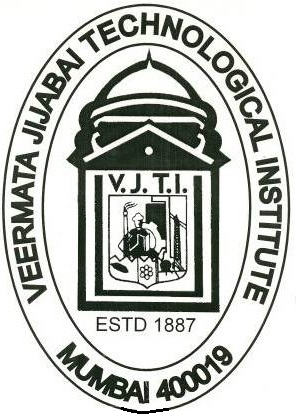 VEERMATA JIJABAI TECHNOLOGICAL INSTITUTE
V. J. T. I.
ESTD 1887
MUMBAI 400019